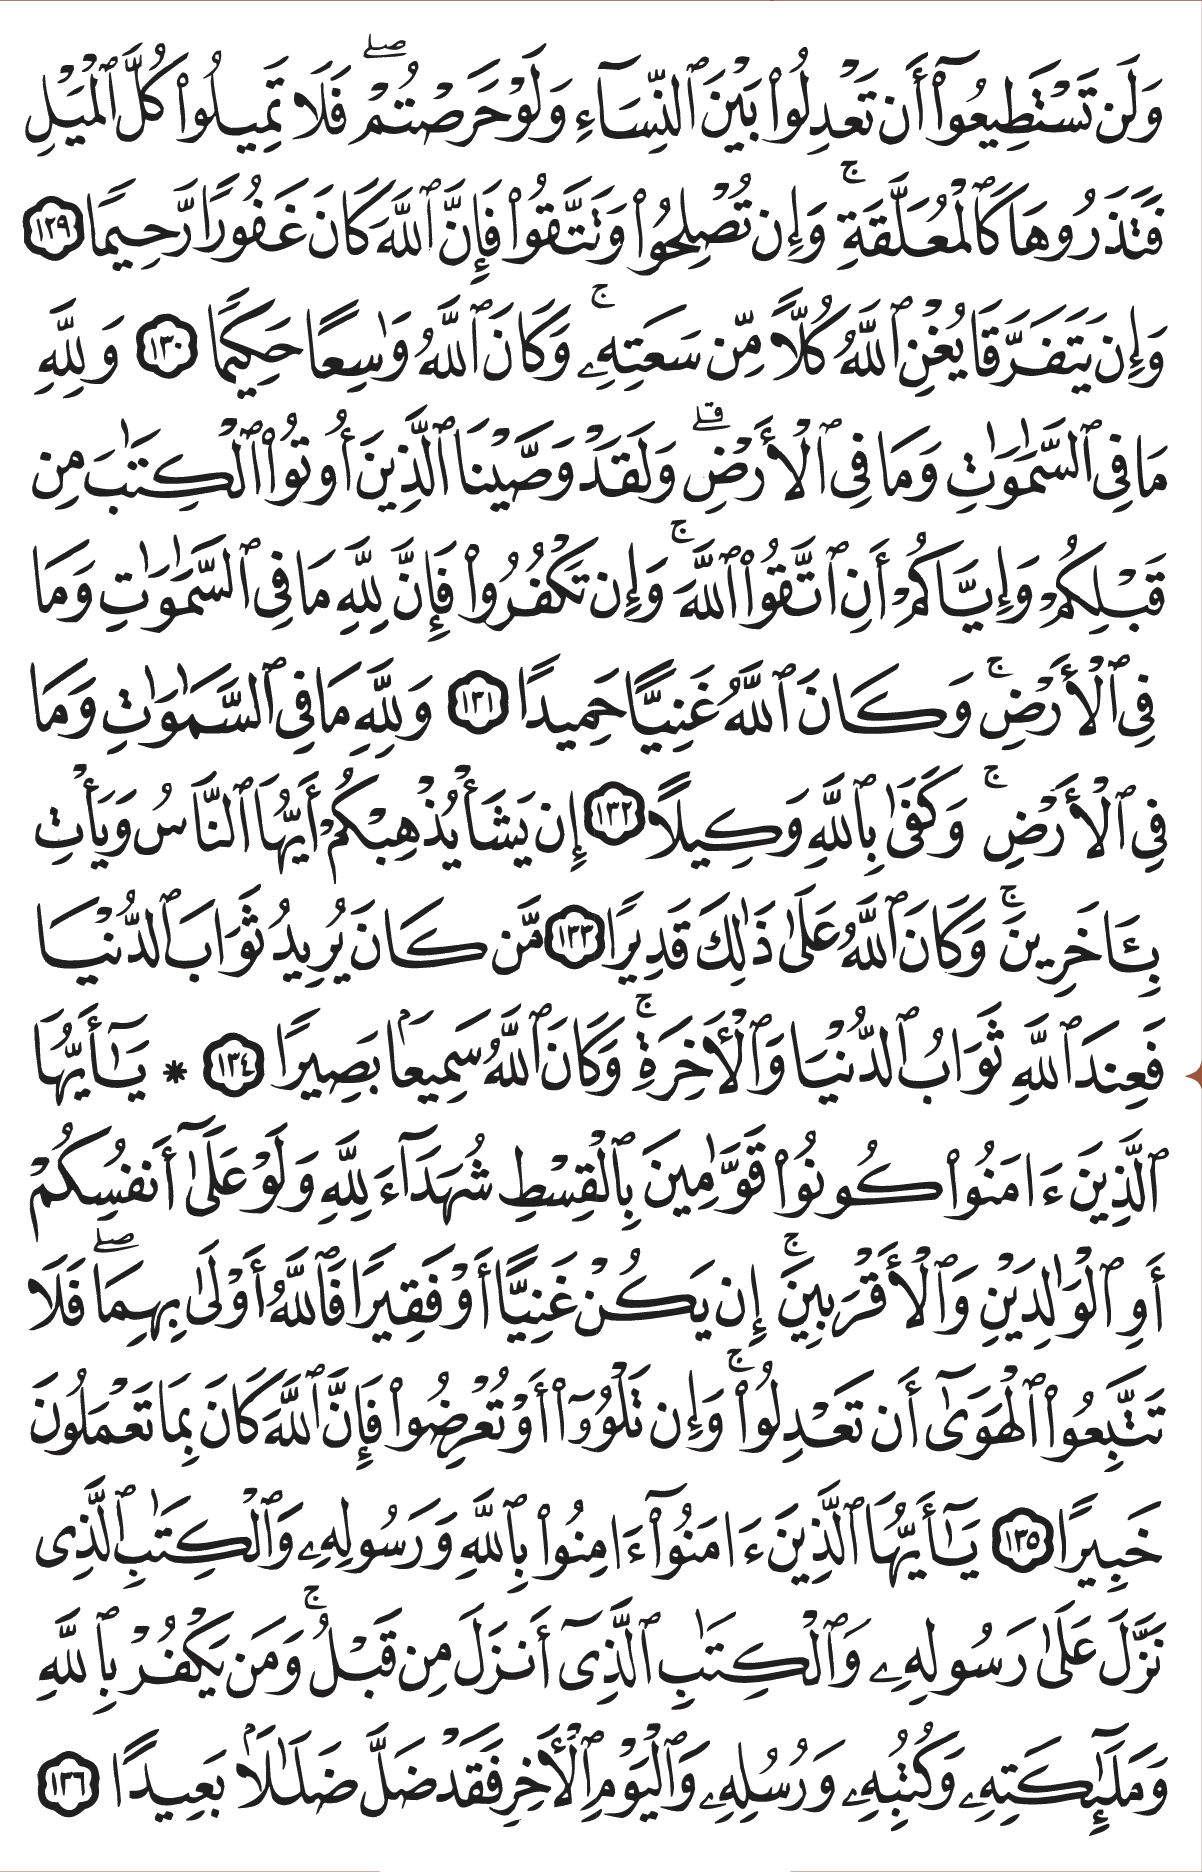 وَلَن تَسْتَطِيعُوٓا۟ أَن تَعْدِلُوا۟ بَيْنَ ٱلنِّسَآءِ وَلَوْ حَرَصْتُمْ ۖ فَلَا تَمِيلُوا۟ كُلَّ ٱلْمَيْلِ
فَتَذَرُوهَا كَٱلْمُعَلَّقَةِ ۚ وَإِن تُصْلِحُوا۟ وَتَتَّقُوا۟ فَإِنَّ ٱللَّهَ كَانَ غَفُورًا رَّحِيمًا ١٢٩
وَإِن يَتَفَرَّقَا يُغْنِ ٱللَّهُ كُلًّا مِّن سَعَتِهِۦ ۚ وَكَانَ ٱللَّهُ وَٰسِعًا حَكِيمًا ١٣٠ وَلِلَّهِ
مَا فِى ٱلسَّمَٰوَٰتِ وَمَا فِى ٱلْأَرْضِ ۗ وَلَقَدْ وَصَّيْنَا ٱلَّذِينَ أُوتُوا۟ ٱلْكِتَٰبَ مِن
قَبْلِكُمْ وَإِيَّاكُمْ أَنِ ٱتَّقُوا۟ ٱللَّهَ ۚ وَإِن تَكْفُرُوا۟ فَإِنَّ لِلَّهِ مَا فِى ٱلسَّمَٰوَٰتِ وَمَا
فِى ٱلْأَرْضِ ۚ وَكَانَ ٱللَّهُ غَنِيًّا حَمِيدًا ١٣١ وَلِلَّهِ مَا فِى ٱلسَّمَٰوَٰتِ وَمَا
فِى ٱلْأَرْضِ ۚ وَكَفَىٰ بِٱللَّهِ وَكِيلًا ١٣٢ إِن يَشَأْ يُذْهِبْكُمْ أَيُّهَا ٱلنَّاسُ وَيَأْتِ
بِـَٔاخَرِينَ ۚ وَكَانَ ٱللَّهُ عَلَىٰ ذَٰلِكَ قَدِيرًا ١٣٣ مَّن كَانَ يُرِيدُ ثَوَابَ ٱلدُّنْيَا
فَعِندَ ٱللَّهِ ثَوَابُ ٱلدُّنْيَا وَٱلْءَاخِرَةِ ۚ وَكَانَ ٱللَّهُ سَمِيعًۢا بَصِيرًا ١٣٤ * يَٰٓأَيُّهَا
ٱلَّذِينَ ءَامَنُوا۟ كُونُوا۟ قَوَّٰمِينَ بِٱلْقِسْطِ شُهَدَآءَ لِلَّهِ وَلَوْ عَلَىٰٓ أَنفُسِكُمْ
أَوِ ٱلْوَٰلِدَيْنِ وَٱلْأَقْرَبِينَ ۚ إِن يَكُنْ غَنِيًّا أَوْ فَقِيرًا فَٱللَّهُ أَوْلَىٰ بِهِمَا ۖ فَلَا
تَتَّبِعُوا۟ ٱلْهَوَىٰٓ أَن تَعْدِلُوا۟ ۚ وَإِن تَلْوُۥٓا۟ أَوْ تُعْرِضُوا۟ فَإِنَّ ٱللَّهَ كَانَ بِمَا تَعْمَلُونَ
خَبِيرًا ١٣٥ يَٰٓأَيُّهَا ٱلَّذِينَ ءَامَنُوٓا۟ ءَامِنُوا۟ بِٱللَّهِ وَرَسُولِهِۦ وَٱلْكِتَٰبِ ٱلَّذِى
نَزَّلَ عَلَىٰ رَسُولِهِۦ وَٱلْكِتَٰبِ ٱلَّذِىٓ أَنزَلَ مِن قَبْلُ ۚ وَمَن يَكْفُرْ بِٱللَّهِ
وَمَلَٰٓئِكَتِهِۦ وَكُتُبِهِۦ وَرُسُلِهِۦ وَٱلْيَوْمِ ٱلْءَاخِرِ فَقَدْ ضَلَّ ضَلَٰلًۢا بَعِيدًا ١٣٦